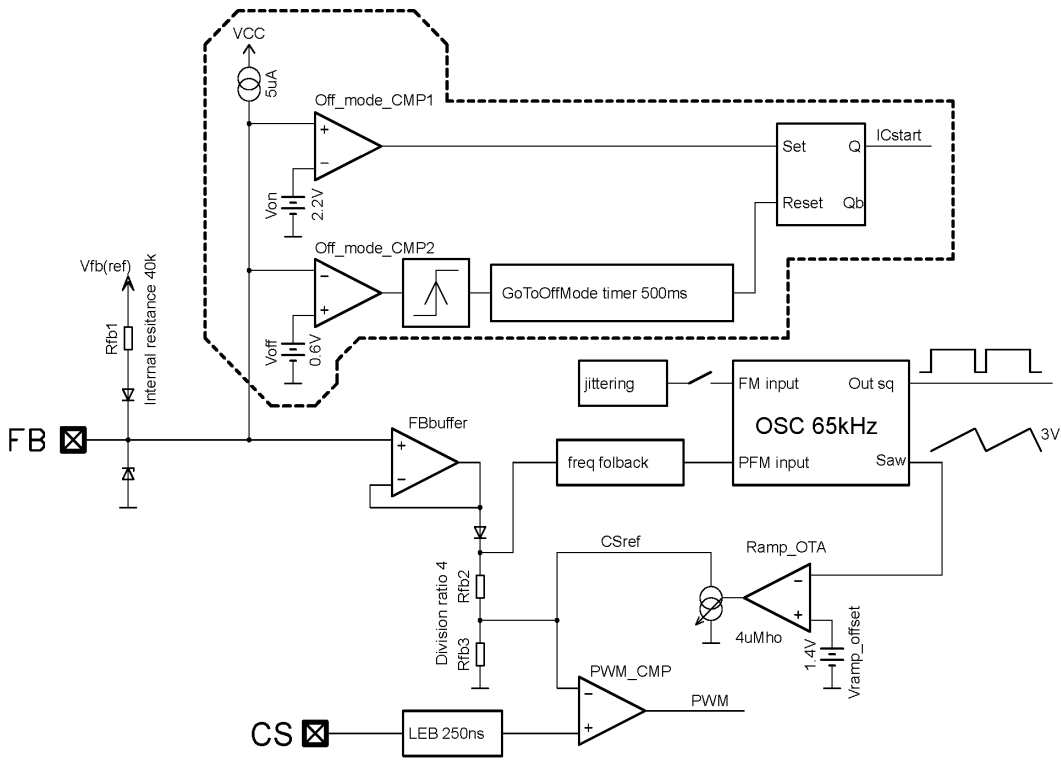 VCC
5uA
Off_mode_CMP1
+
−
Von
2.2V
Set
Q
ICstart
Reset
Qb
Off_mode_CMP2
−
+
Voff
0.6V
GoToOffMode timer 500ms
Vfb(ref)
Rfb1
Internal resitance 40k
jittering
FM input
Out sq
OSC 65kHz
PFM input
Saw
3V
FB
FBbuffer
+
−
freq folback
CSref
Ramp_OTA
−
+
4uMho
1.4V
Vramp_offset
Division ratio 4
Rfb2
Rfb3
PWM_CMP
−
+
PWM
CS
LEB 250ns